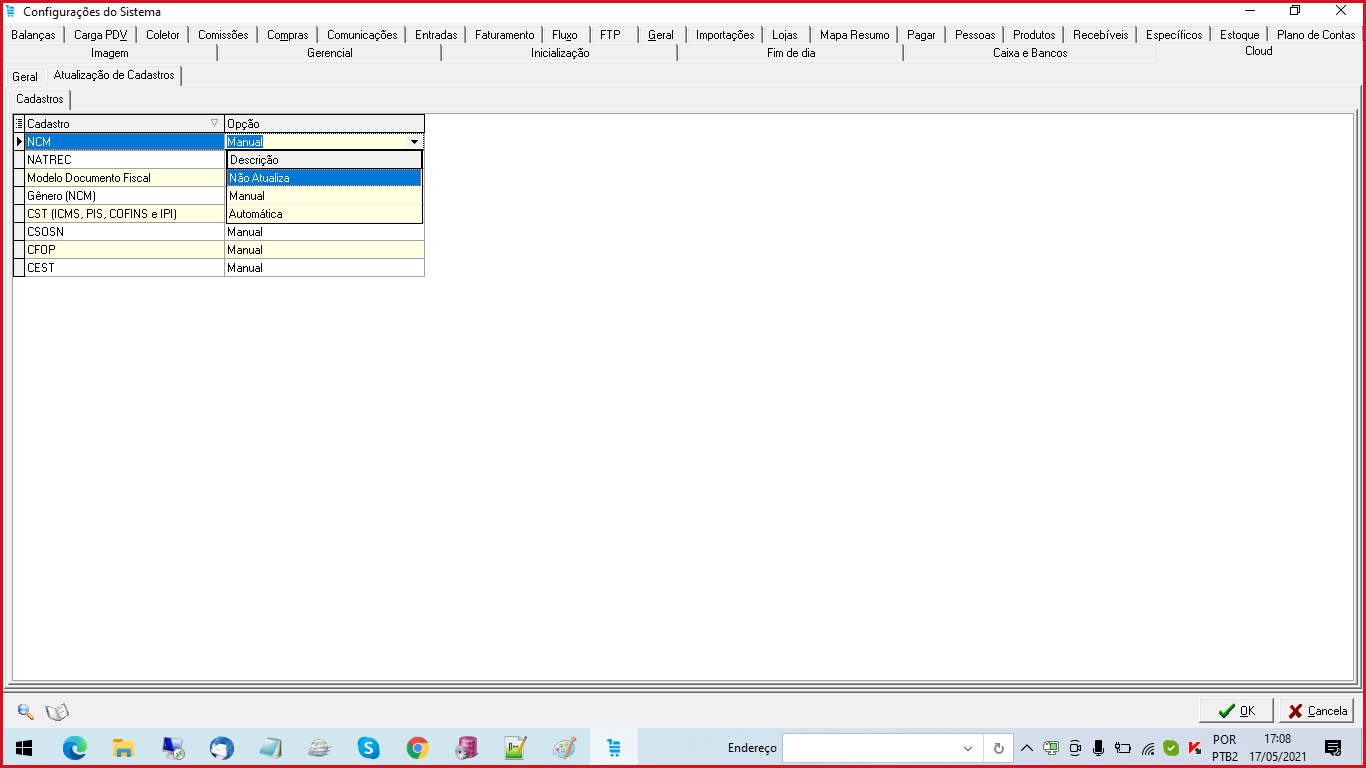 Configurações do Sistema
Balanças Carga PDV Coletor Comissões Compras Comunicações Entradas Faturamento Fluxo FTP Geral Importações Lojas Mapa Resumo Pagar Pessoas Produtos Recebíveis Específicos Estoque Plano de Contas
Imagem Gerencial Inicialização Fim de dia Caixa e Bancos Cloud
Geral Atualização de Cadastros
Cadastros
Cadastro Opção
NCM Manual
NATREC Descrição
Modelo Documento Fiscal Não Atualiza
Gênero (NCM) Manual
CST (ICMS, PIS, COFINS e IPI) Automática
CSOSN Manual
CFOP Manual
CEST Manual
OK Cancela
Endereço POR PTB2 17:08 17/05/2021